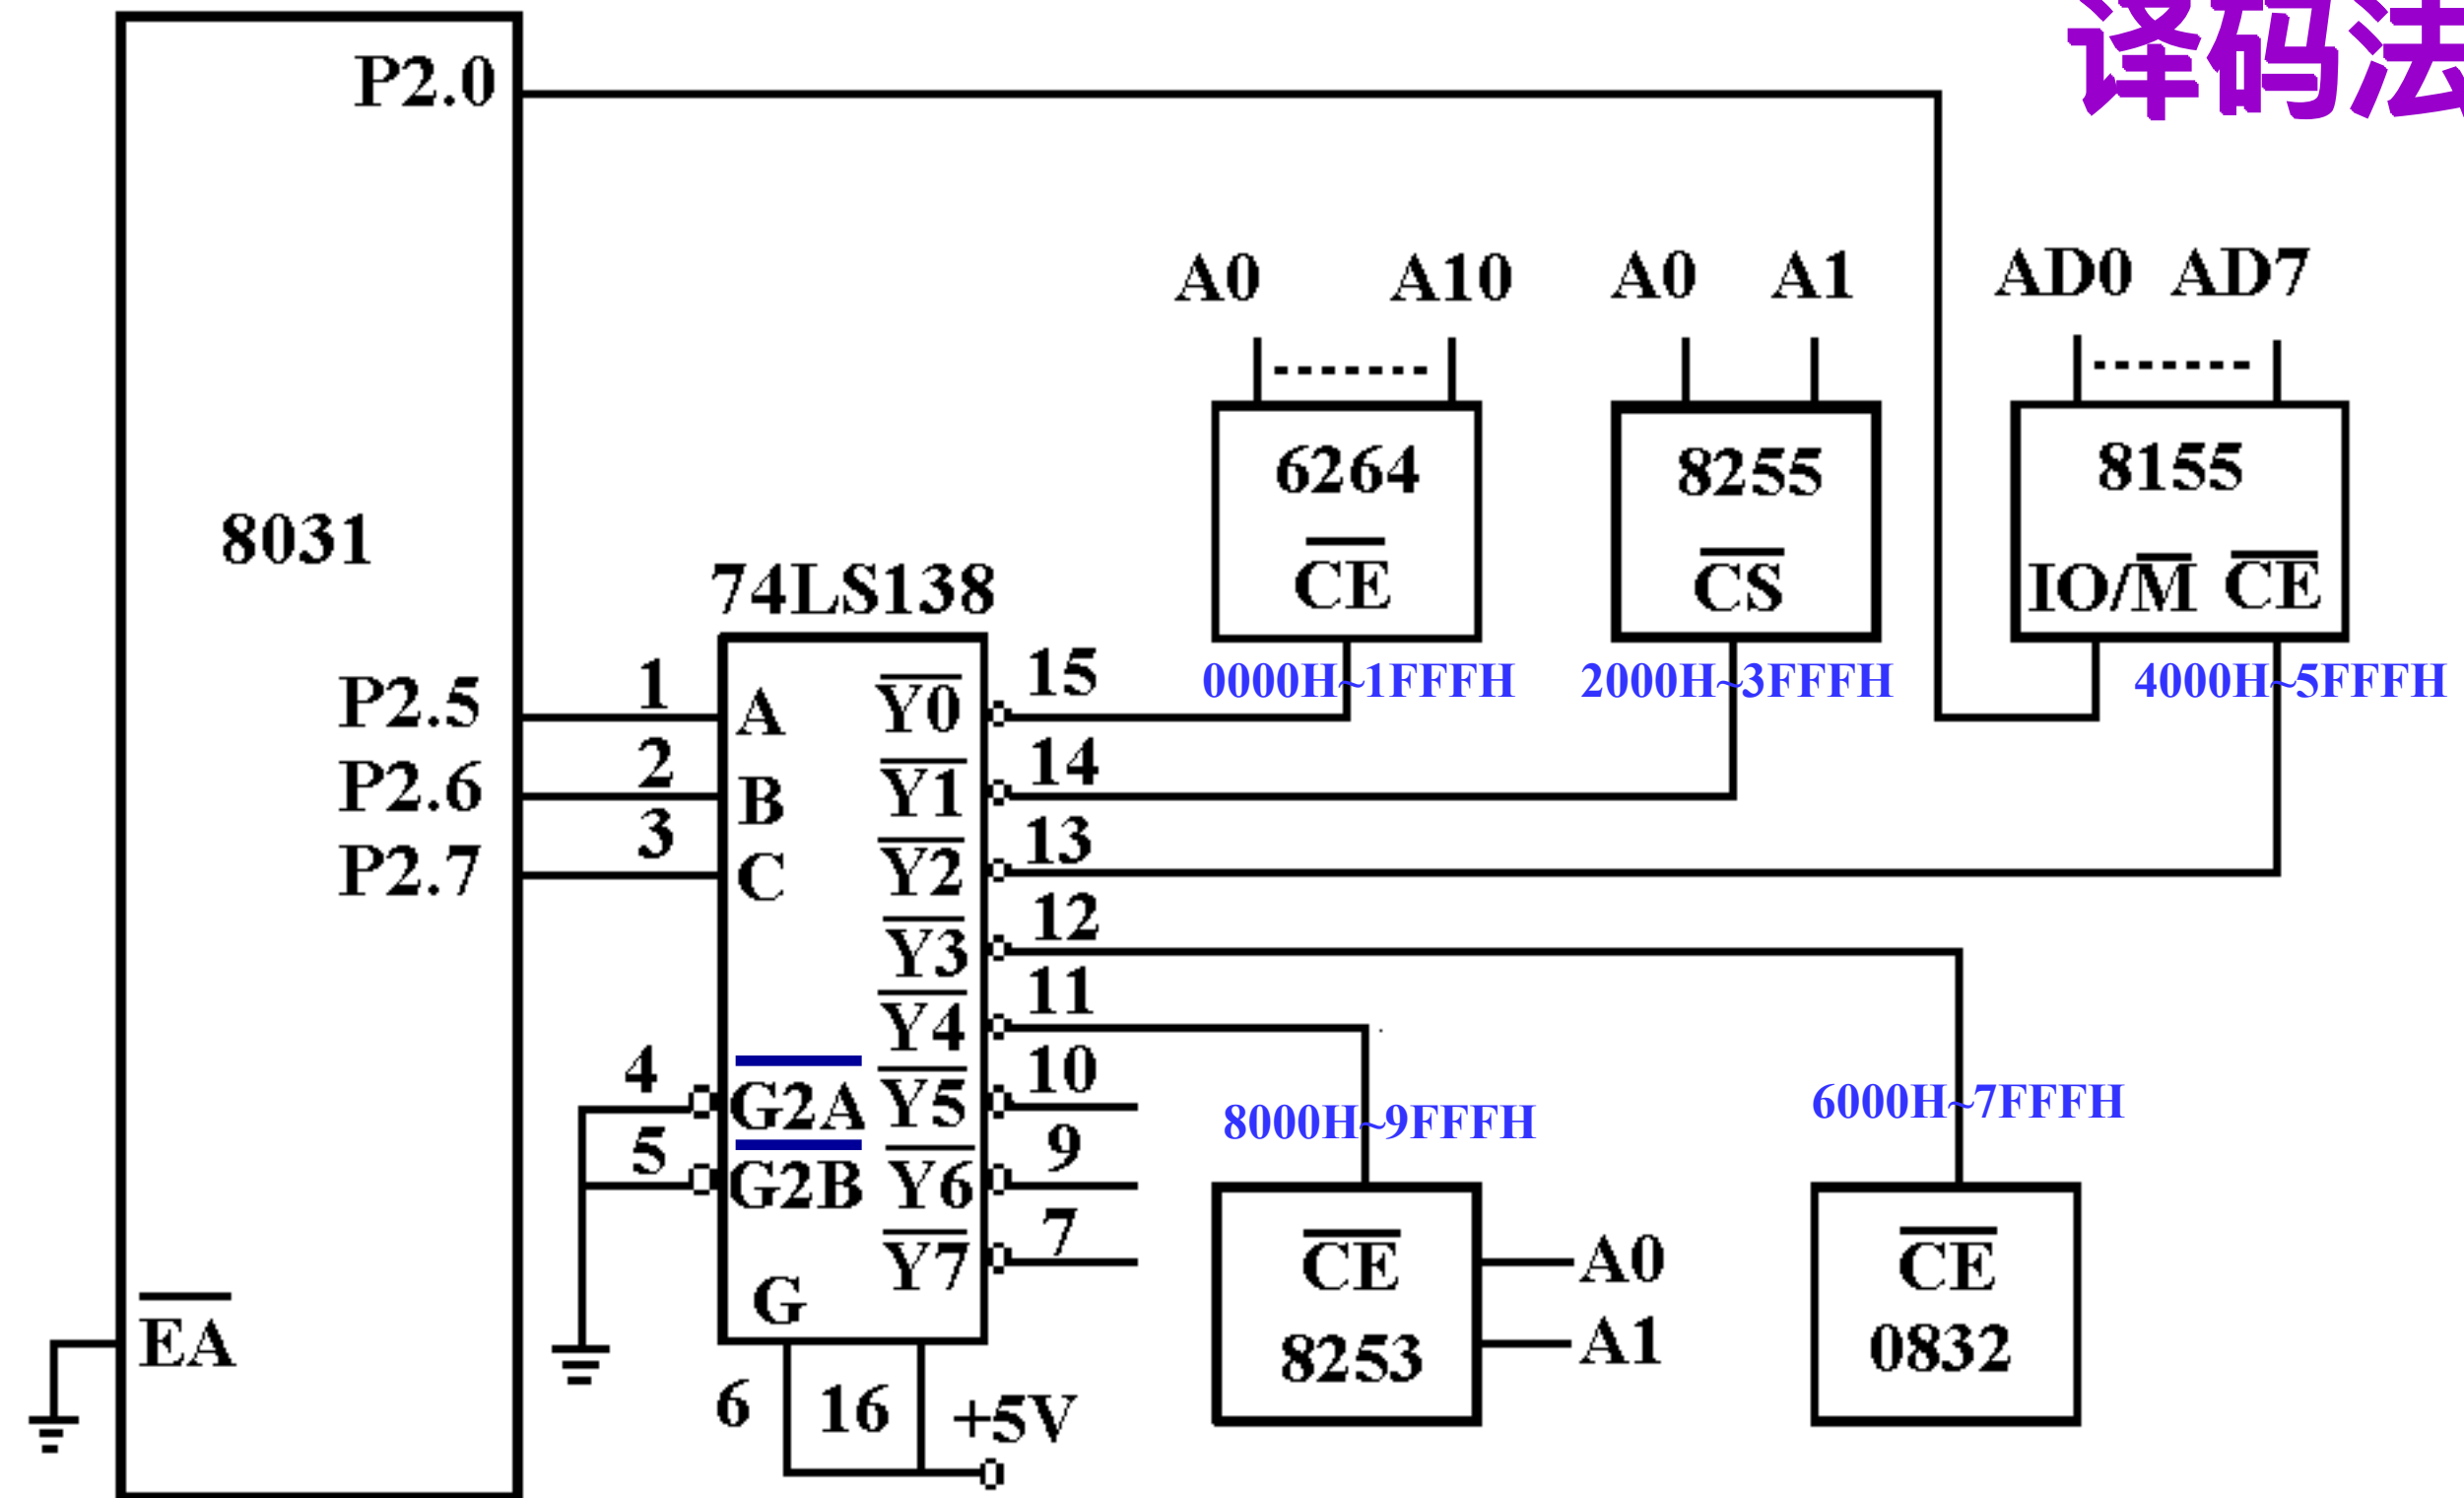 译码法
P2.0
A0 A10 A0 A1 AD0 AD7
6264 8255 8155
8031
CE CS IO/M CE
74LS138
0000H~1FFFH 2000H~3FFFH 4000H~5FFFH
P2.5 1 A Y0 15
P2.6 2 B Y1 14
P2.7 3 C Y2 13
Y3 12
Y4 11
4 G2A Y5 10
8000H~9FFFH 6000H~7FFFH
5 G2B Y6 9
Y7 7
G
CE A0 CE
EA
8253 A1 0832
6 16 +5V